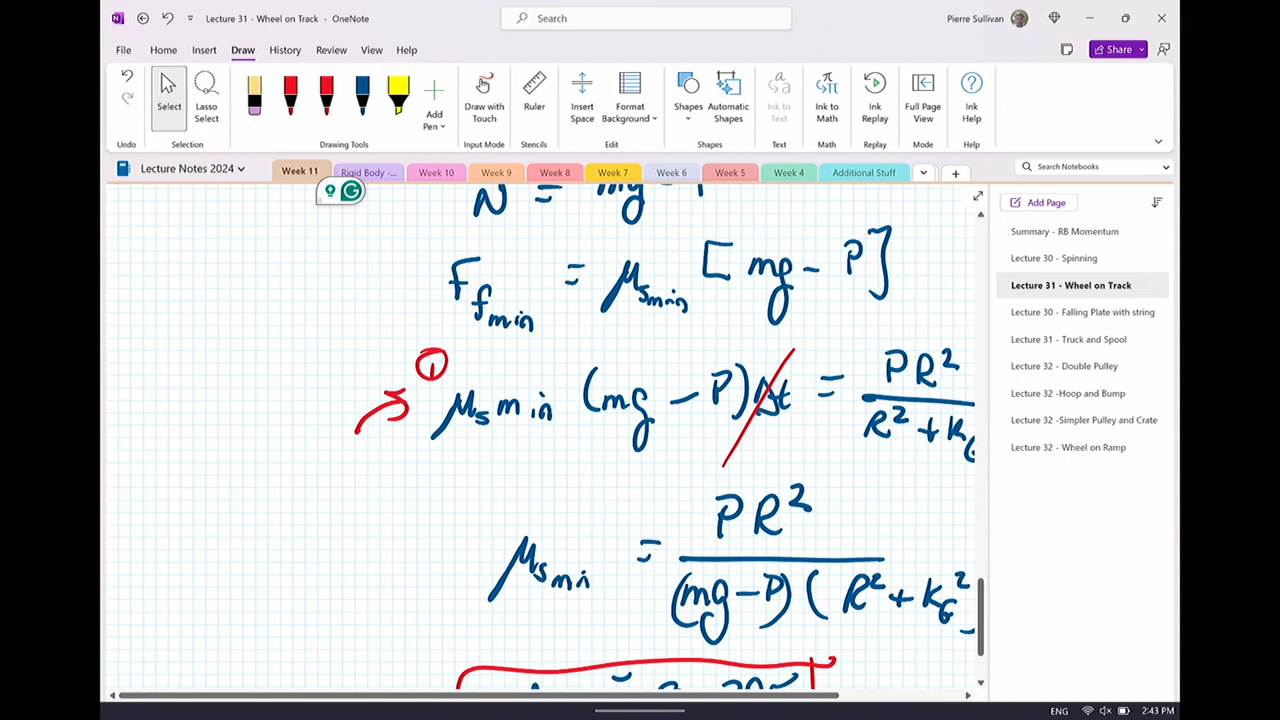 Lecture 31 - Wheel on Track - OneNote
Search
Pierre Sullivan
File Home Insert Draw History Review View Help
Share
Undo
Select
Lasso Select
Add Pen
Draw with Touch
Ruler
Insert Space
Format Background
Shapes
Automatic Shapes
Ink to Text
Ink to Math
Ink Replay
Full Page View
Ink Help
Undo Selection Drawing Tools Input Mode Stencils Edit Shapes Text Math Replay Mode Help
Lecture Notes 2024
Week 11 Rigid Body -... Week 10 Week 9 Week 8 Week 7 Week 6 Week 5 Week 4 Additional Stuff +
Search Notebooks
Add Page
Summary - RB Momentum
Lecture 30 - Spinning
Lecture 31 - Wheel on Track
Lecture 30 - Falling Plate with string
Lecture 31 - Truck and Spool
Lecture 32 - Double Pulley
Lecture 32 -Hoop and Bump
Lecture 32 -Simpler Pulley and Crate
Lecture 32 - Wheel on Ramp
N = mg -
F_fmin = μ_smin [mg - P]
①
μ_s min (mg - P) Δt = PR²
R² + K_G
μ_smin = PR²
(mg - P) ( R² + K_G²
ENG 2:43 PM